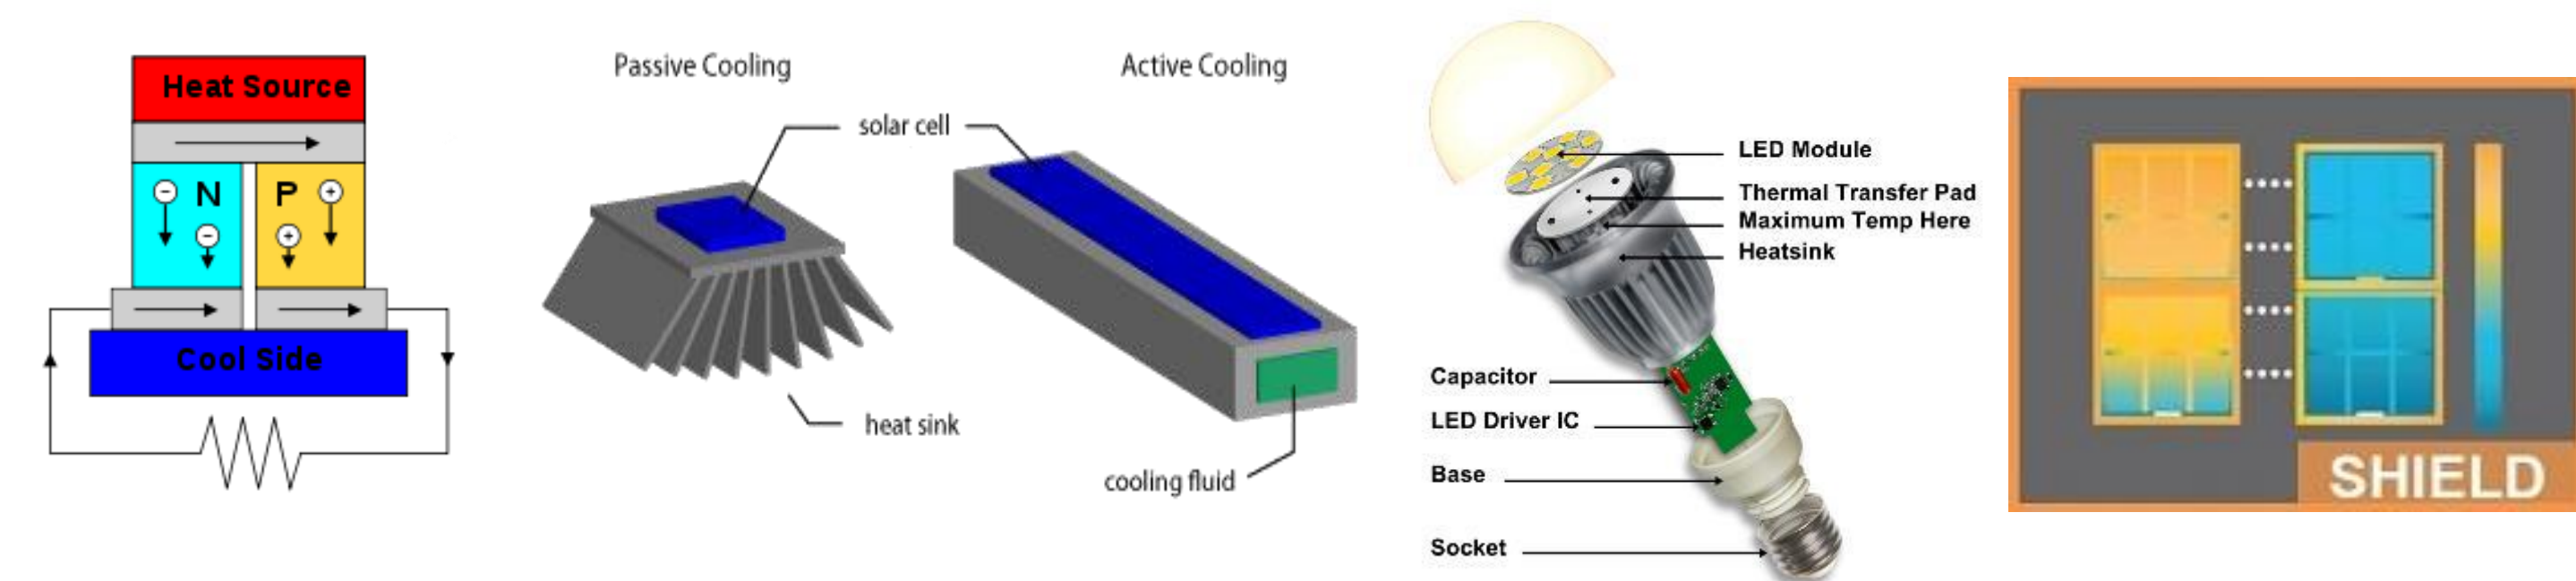 Heat Source
N
P
Cool Side
Passive Cooling
Active Cooling
solar cell
heat sink
cooling fluid
LED Module
Thermal Transfer Pad
Maximum Temp Here
Heatsink
Capacitor
LED Driver IC
Base
Socket
SHIELD